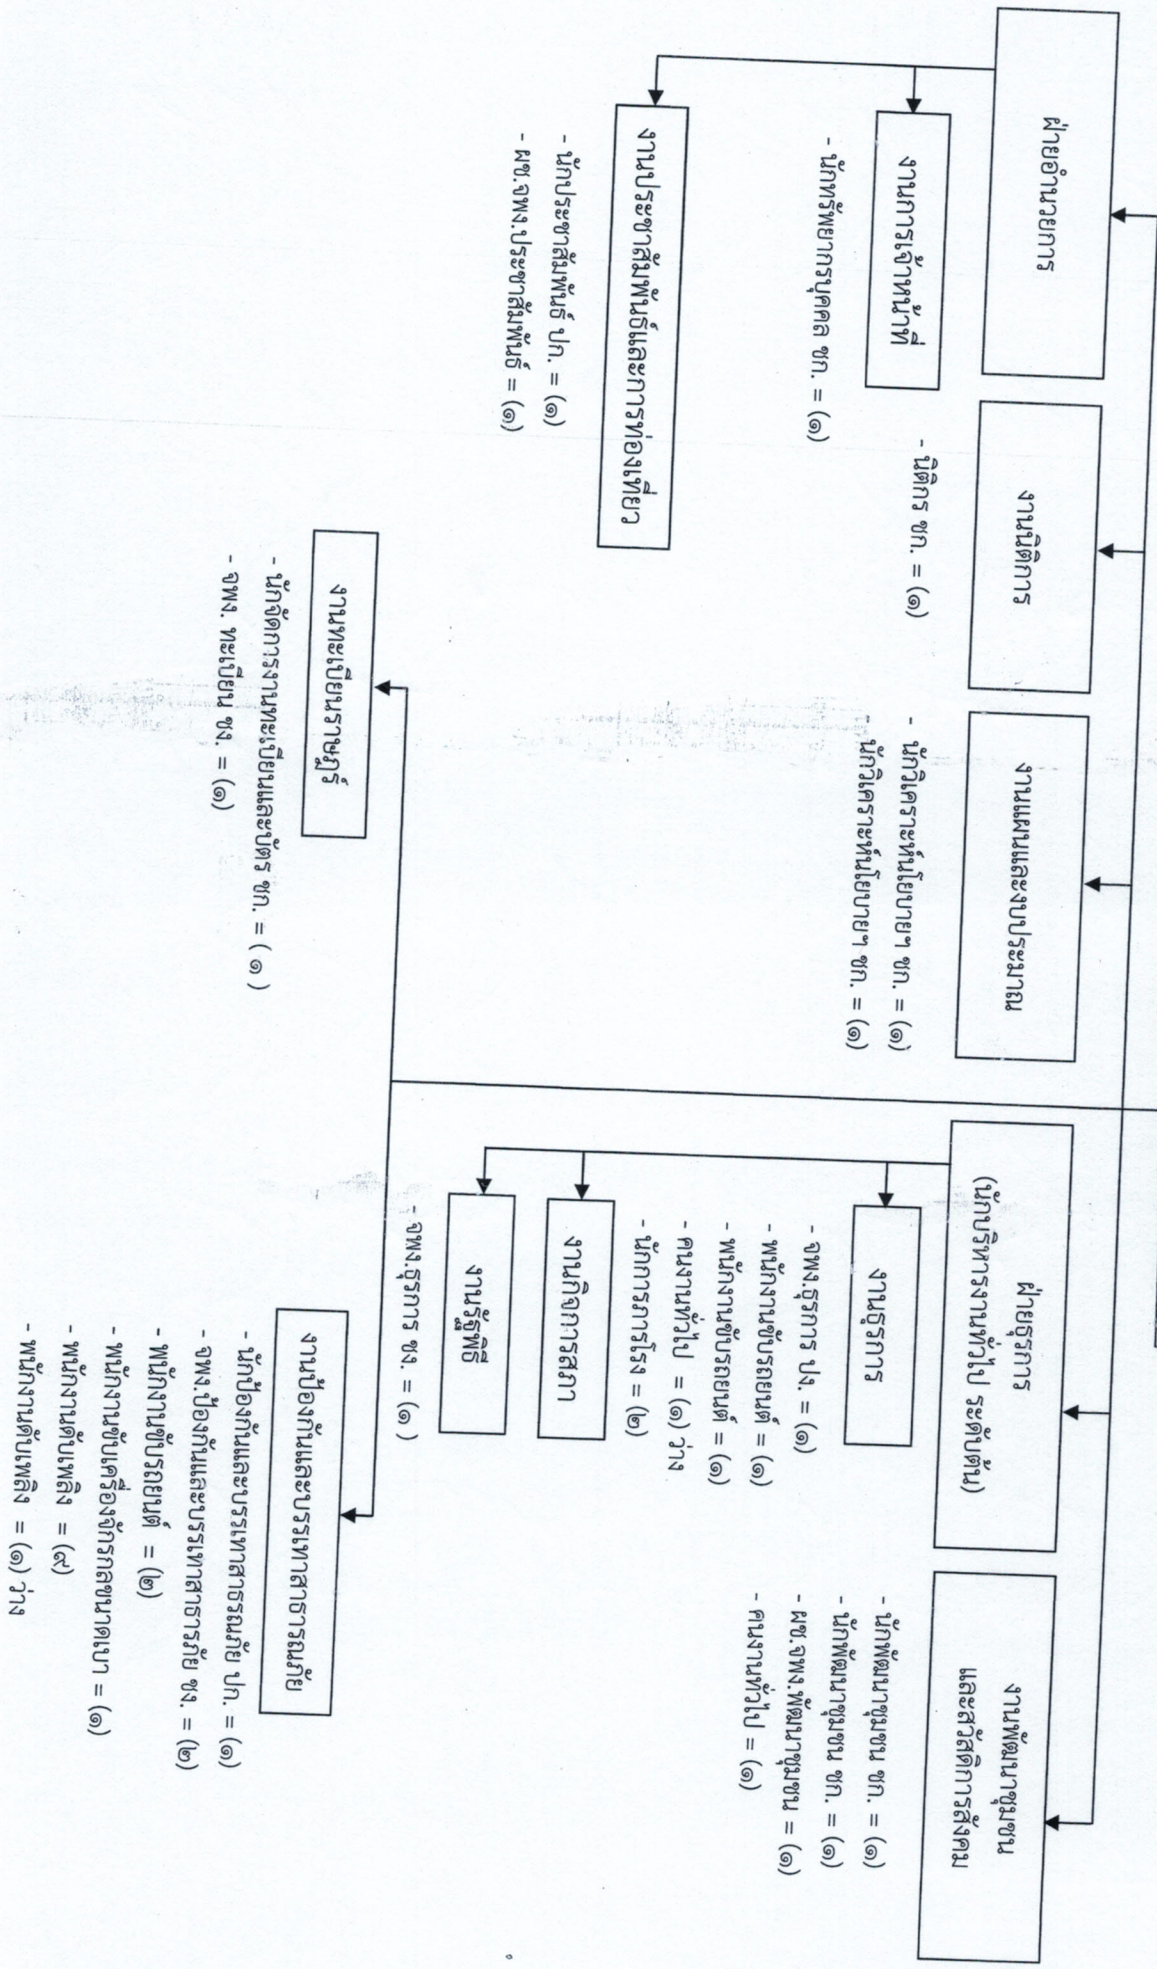 ฝ่ายอำนวยการ
งานการเจ้าหน้าที่
- นักทรัพยากรบุคคล ชก. = (๑)
งานประชาสัมพันธ์และการท่องเที่ยว
- นักประชาสัมพันธ์ ปก. = (๑)
- ผช.จพง.ประชาสัมพันธ์ = (๑)
งานนิติการ
- นิติกร ชก. = (๑)
งานแผนและงบประมาณ
- นักวิเคราะห์นโยบายฯ ชก. = (๑)
- นักวิเคราะห์นโยบายฯ ชก. = (๑)
ฝ่ายธุรการ
(นักบริหารงานทั่วไป ระดับต้น)
งานธุรการ
- จพง.ธุรการ ปง. = (๑)
- พนักงานขับรถยนต์ = (๑)
- พนักงานขับรถยนต์ = (๑)
- คนงานทั่วไป = (๑) ว่าง
- นักการภารโรง = (๒)
งานกิจการสภา
งานรัฐพิธี
- จพง.ธุรการ ชง. = (๑ )
งานพัฒนาชุมชน
และสวัสดิการสังคม
- นักพัฒนาชุมชน ชก. = (๑)
- นักพัฒนาชุมชน ชก. = (๑)
- ผช.จพง.พัฒนาชุมชน = (๑)
- คนงานทั่วไป = (๑)
งานทะเบียนราษฎร์
- นักจัดการงานทะเบียนและบัตร ชก. = ( ๑ )
- จพง. ทะเบียน ชง. = (๑)
งานป้องกันและบรรเทาสาธารณภัย
- นักป้องกันและบรรเทาสาธารณภัย ปก. = (๑)
- จพง.ป้องกันและบรรเทาสาธารภัย ชง. = (๒)
- พนักงานขับรถยนต์ = (๒)
- พนักงานขับเครื่องจักรกลขนาดเบา = (๑)
- พนักงานดับเพลิง = (๙)
- พนักงานดับเพลิง = (๑) ว่าง